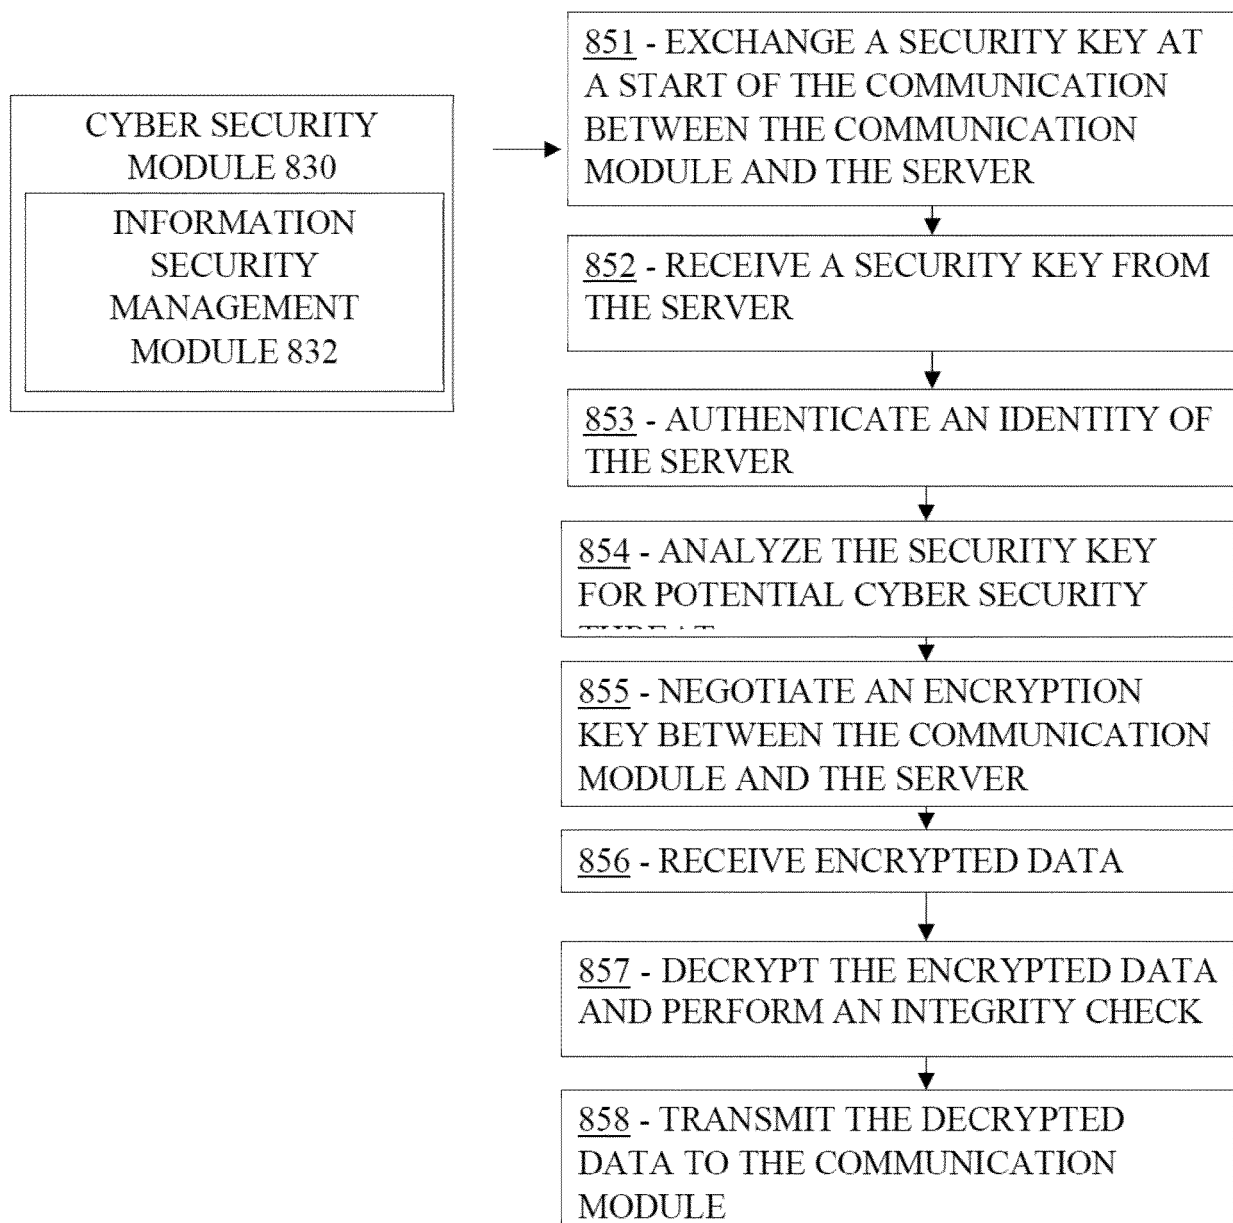 CYBER SECURITY
MODULE 830
INFORMATION
SECURITY
MANAGEMENT
MODULE 832
851 - EXCHANGE A SECURITY KEY AT
A START OF THE COMMUNICATION
BETWEEN THE COMMUNICATION
MODULE AND THE SERVER
852 - RECEIVE A SECURITY KEY FROM
THE SERVER
853 - AUTHENTICATE AN IDENTITY OF
THE SERVER
854 - ANALYZE THE SECURITY KEY
FOR POTENTIAL CYBER SECURITY
855 - NEGOTIATE AN ENCRYPTION
KEY BETWEEN THE COMMUNICATION
MODULE AND THE SERVER
856 - RECEIVE ENCRYPTED DATA
857 - DECRYPT THE ENCRYPTED DATA
AND PERFORM AN INTEGRITY CHECK
858 - TRANSMIT THE DECRYPTED
DATA TO THE COMMUNICATION
MODULE